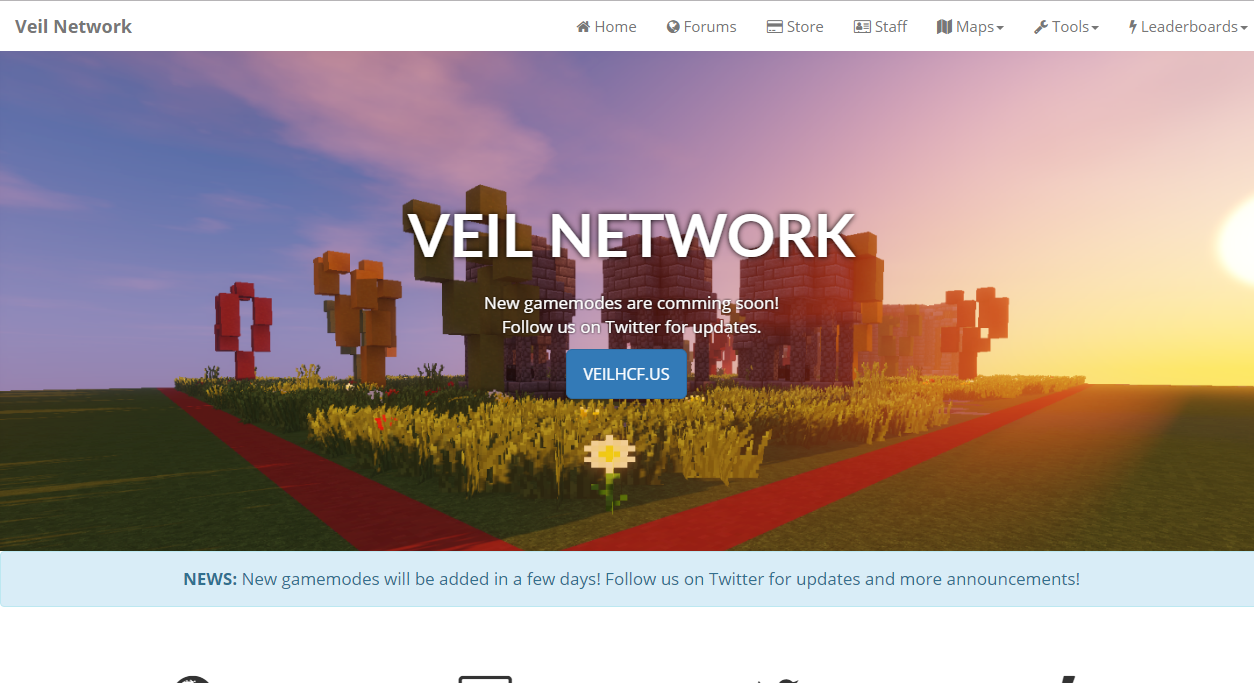 Veil Network
Home
Forums
Store
Staff
Maps
Tools
Leaderboards
VEIL NETWORK
New gamemodes are comming soon!
Follow us on Twitter for updates.
VEILHCF.US
NEWS: New gamemodes will be added in a few days! Follow us on Twitter for updates and more announcements!